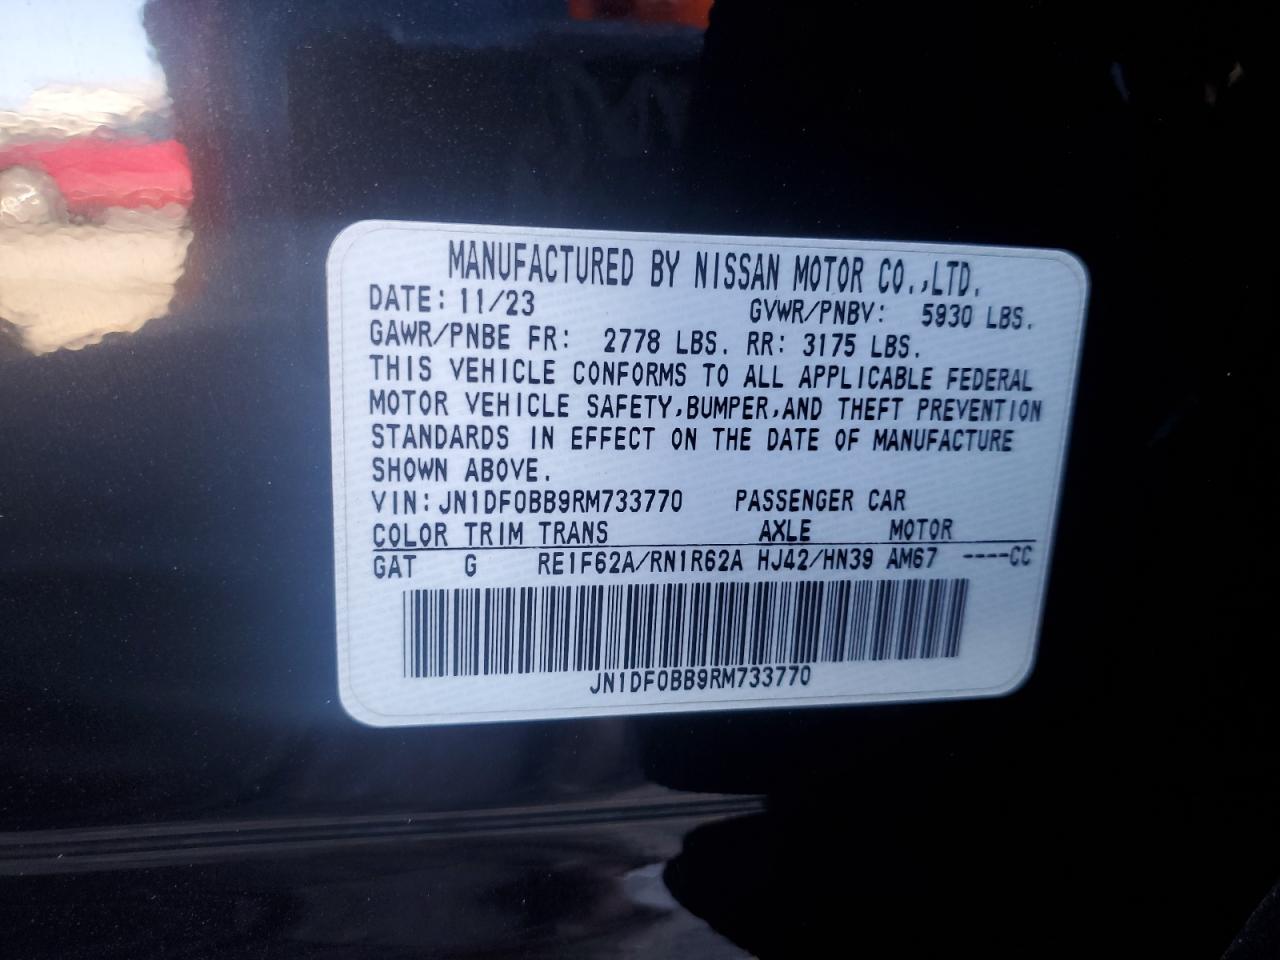 MANUFACTURED BY NISSAN MOTOR CO.,LTD.
DATE: 11/23 GVWR/PNBV: 5930 LBS.
GAWR/PNBE FR: 2778 LBS. RR: 3175 LBS.
THIS VEHICLE CONFORMS TO ALL APPLICABLE FEDERAL
MOTOR VEHICLE SAFETY,BUMPER,AND THEFT PREVENTION
STANDARDS IN EFFECT ON THE DATE OF MANUFACTURE
SHOWN ABOVE.
VIN: JN1DF0BB9RM733770 PASSENGER CAR
COLOR TRIM TRANS AXLE MOTOR
GAT G RE1F62A/RN1R62A HJ42/HN39 AM67 ----CC
JN1DF0BB9RM733770